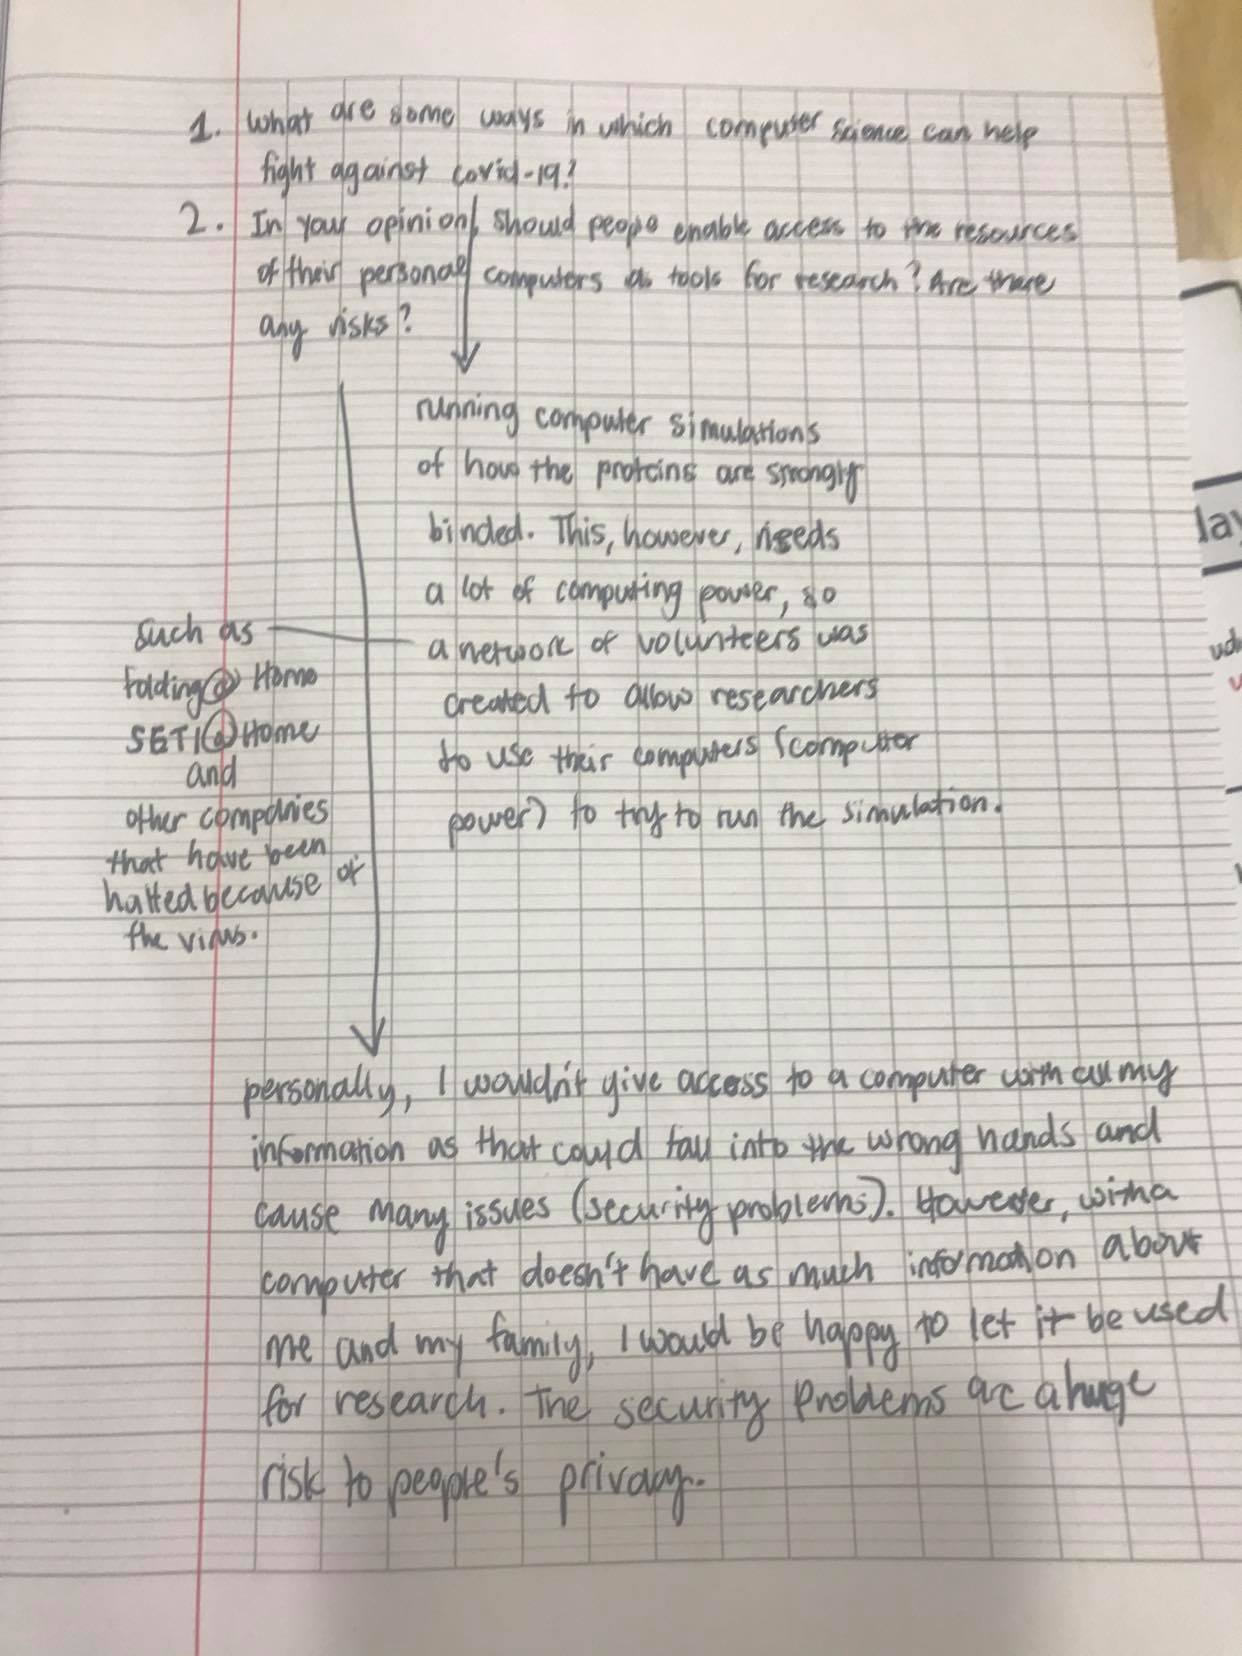 1. What are some ways in which computer science can help
fight against covid-19?
2. In your opinion, should people enable access to the resources
of their personal computers as tools for research? Are there
any risks?
running computer simulations
of how the proteins are strongly
binded. This, however, needs
a lot of computing power, so
a network of volunteers was
created to allow researchers
to use their computers (computer
power) to try to run the simulation.
such as
folding@Home
SETI@Home
and
other companies
that have been
halted because of
the virus.
personally, I wouldn't give access to a computer with all my
information as that could fall into the wrong hands and
cause many issues (security problems). However, with a
computer that doesn't have as much information about
me and my family, I would be happy to let it be used
for research. The security problems are a huge
risk to people's privacy.